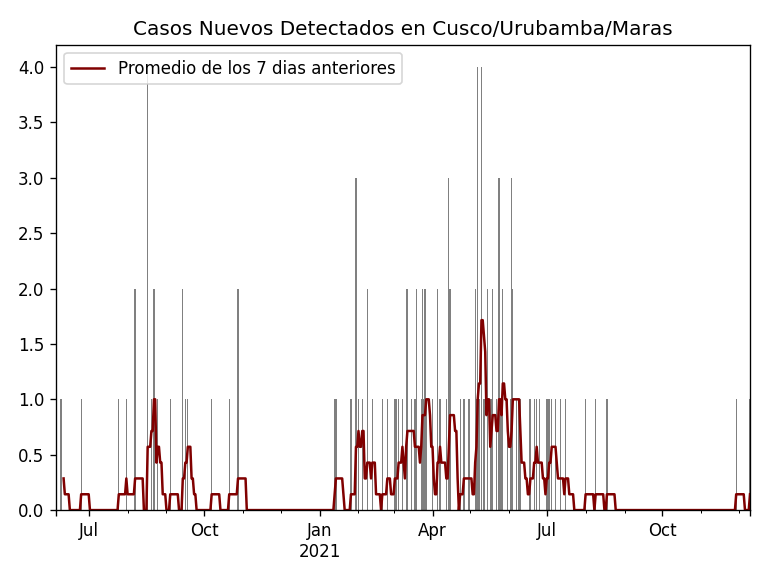 Casos Nuevos Detectados en Cusco/Urubamba/Maras
Promedio de los 7 dias anteriores
4.0
3.5
3.0
2.5
2.0
1.5
1.0
0.5
0.0
Jul
Oct
Jan
2021
Apr
Jul
Oct